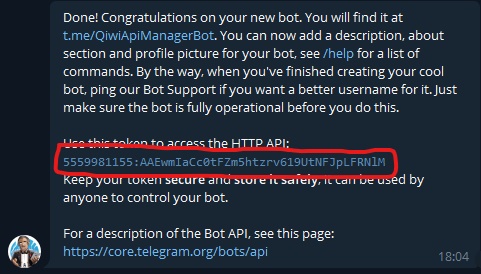 Done! Congratulations on your new bot. You will find it at
t.me/QiwiApiManagerBot. You can now add a description, about
section and profile picture for your bot, see /help for a list of
commands. By the way, when you've finished creating your cool
bot, ping our Bot Support if you want a better username for it. Just
make sure the bot is fully operational before you do this.
Use this token to access the HTTP API:
5559981155:AAEwmIaCc0tFZm5htzrv619UtNFJpLFRNlM
Keep your token secure and store it safely, it can be used by
anyone to control your bot.
For a description of the Bot API, see this page:
https://core.telegram.org/bots/api
18:04